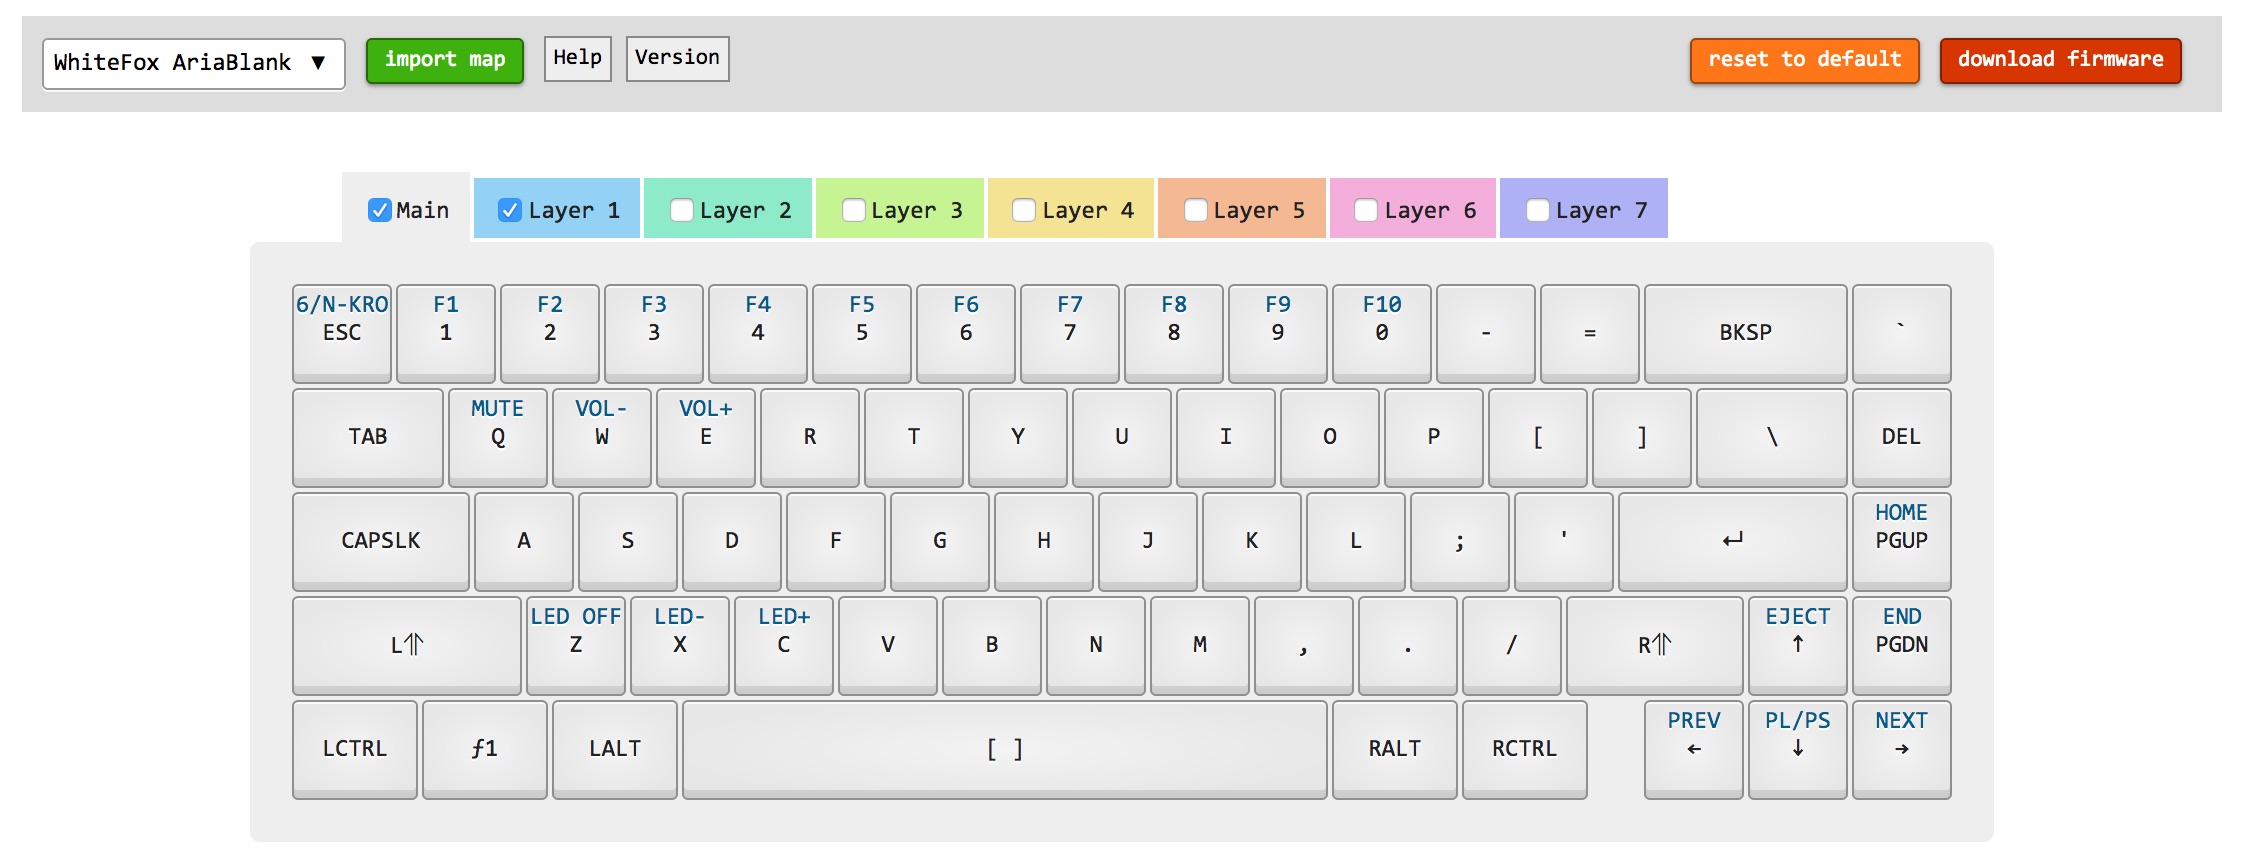 WhiteFox AriaBlank ▼ import map Help Version reset to default download firmware
Main Layer 1 Layer 2 Layer 3 Layer 4 Layer 5 Layer 6 Layer 7
6/N-KRO F1 F2 F3 F4 F5 F6 F7 F8 F9 F10
ESC 1 2 3 4 5 6 7 8 9 0 - = BKSP `
MUTE VOL- VOL+
TAB Q W E R T Y U I O P [ ] \ DEL
HOME
CAPSLK A S D F G H J K L ; ' ↵ PGUP
LED OFF LED- LED+ EJECT END
L⥣ Z X C V B N M , . / R⥣ ↑ PGDN
PREV PL/PS NEXT
LCTRL ƒ1 LALT [ ] RALT RCTRL ← ↓ →